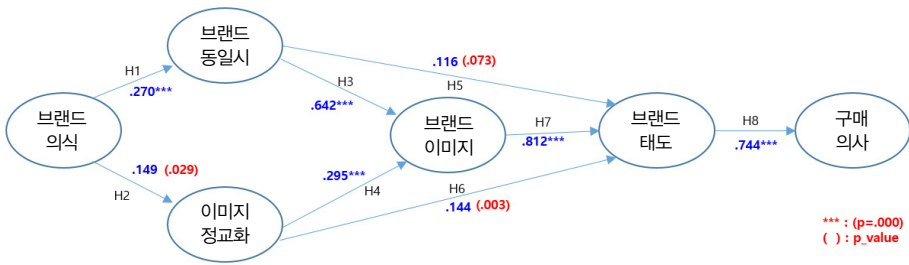 브랜드
동일시
H1
.270***
.116 (.073)
H5
H3
.642***
브랜드
의식
브랜드
이미지
H7
.812***
브랜드
태도
H8
.744***
구매
의사
.149 (.029)
H2
.295***
H4
H6
.144 (.003)
이미지
정교화
*** : (p=.000)
( ) : p_value